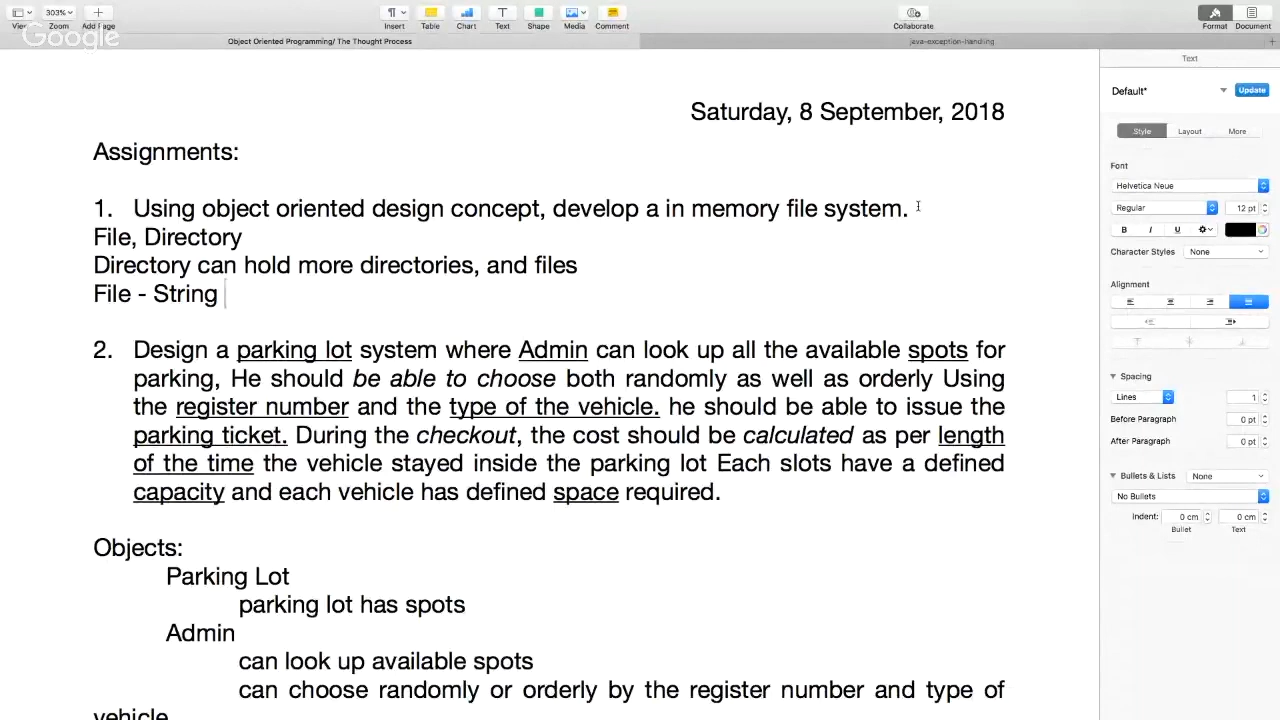 View
Zoom
Add Page
Insert
Table
Chart
Text
Shape
Media
Comment
Collaborate
Format
Document
303%
Google
Object Oriented Programming/ The Thought Process
java-exception-handling
Saturday, 8 September, 2018
Assignments:
1. Using object oriented design concept, develop a in memory file system.
File, Directory
Directory can hold more directories, and files
File - String
2. Design a parking lot system where Admin can look up all the available spots for
parking, He should be able to choose both randomly as well as orderly Using
the register number and the type of the vehicle. he should be able to issue the
parking ticket. During the checkout, the cost should be calculated as per length
of the time the vehicle stayed inside the parking lot Each slots have a defined
capacity and each vehicle has defined space required.
Objects:
Parking Lot
parking lot has spots
Admin
can look up available spots
can choose randomly or orderly by the register number and type of
vehicle
Text
Default*
Update
Style
Layout
More
Font
Helvetica Neue
Regular
12 pt
B I U
Character Styles
None
Alignment
Spacing
Lines
1
Before Paragraph
0 pt
After Paragraph
0 pt
Bullets & Lists
None
No Bullets
Indent:
0 cm
0 cm
Bullet
Text